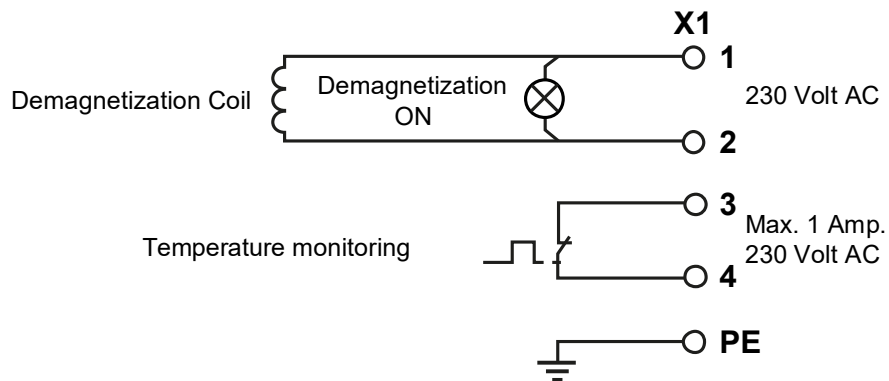 X1
1
Demagnetization Coil
Demagnetization
ON
230 Volt AC
2
3
Temperature monitoring
Max. 1 Amp.
230 Volt AC
4
PE